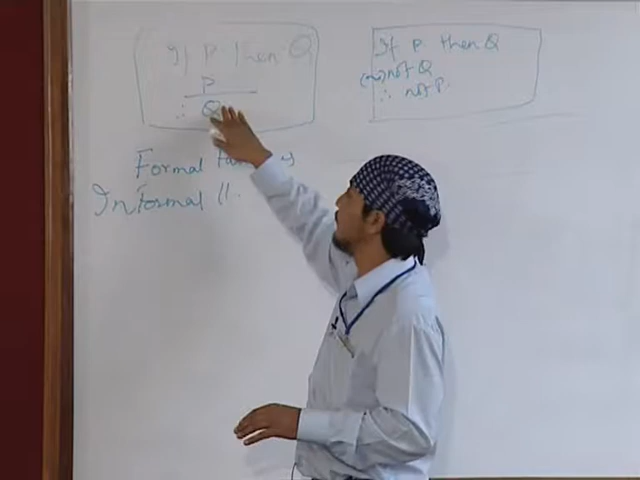 If P then Q
P
∴ Q
If P then Q
(~) not Q
∴ not P
Formal
Informal "